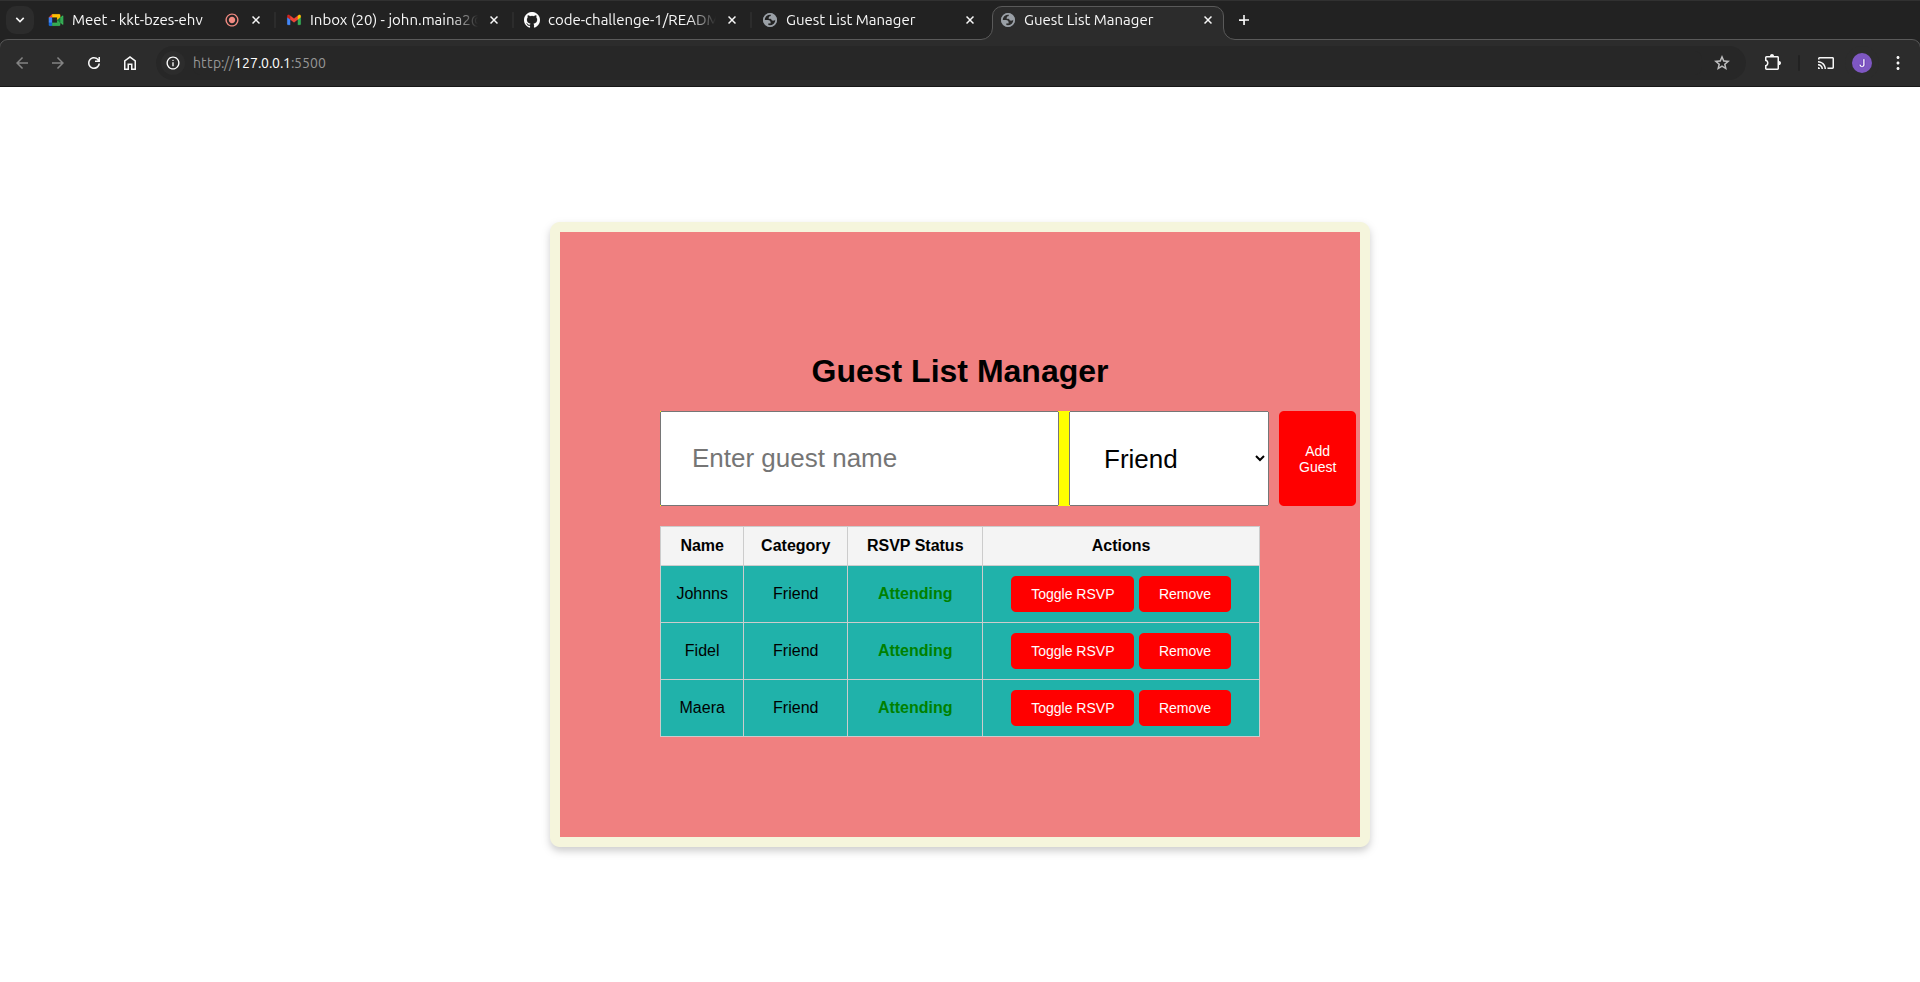 Meet - kkt-bzes-ehv
Inbox (20) - john.maina2
code-challenge-1/READ
Guest List Manager
Guest List Manager
http://127.0.0.1:5500
J
Guest List Manager
Enter guest name
Friend
Add
Guest
Name Category RSVP Status Actions
Johnns Friend Attending Toggle RSVP Remove
Fidel Friend Attending Toggle RSVP Remove
Maera Friend Attending Toggle RSVP Remove